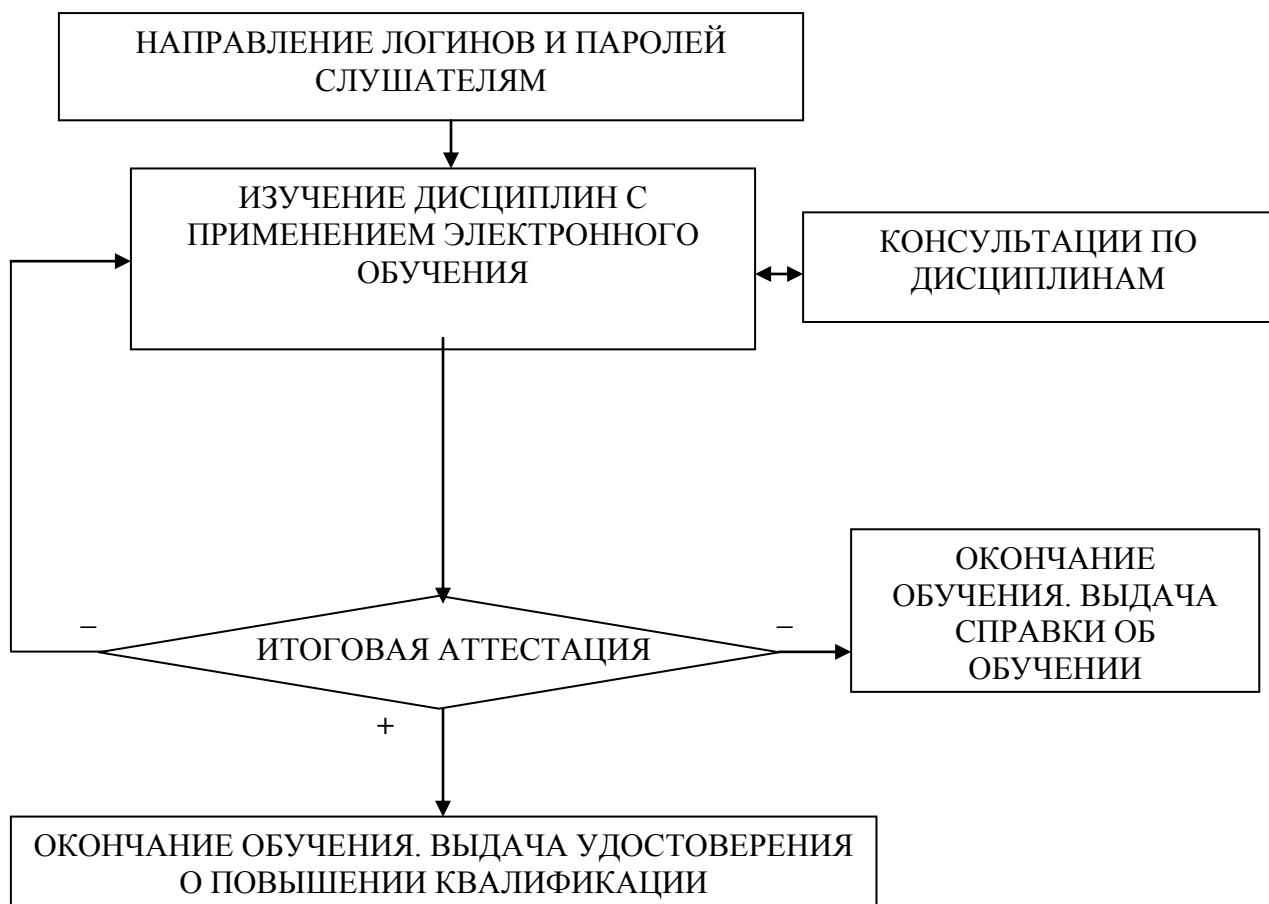 НАПРАВЛЕНИЕ ЛОГИНОВ И ПАРОЛЕЙ
СЛУШАТЕЛЯМ
ИЗУЧЕНИЕ ДИСЦИПЛИН С
ПРИМЕНЕНИЕМ ЭЛЕКТРОННОГО
ОБУЧЕНИЯ
КОНСУЛЬТАЦИИ ПО
ДИСЦИПЛИНАМ
–
ИТОГОВАЯ АТТЕСТАЦИЯ
–
ОКОНЧАНИЕ
ОБУЧЕНИЯ. ВЫДАЧА
СПРАВКИ ОБ
ОБУЧЕНИИ
+
ОКОНЧАНИЕ ОБУЧЕНИЯ. ВЫДАЧА УДОСТОВЕРЕНИЯ
О ПОВЫШЕНИИ КВАЛИФИКАЦИИ